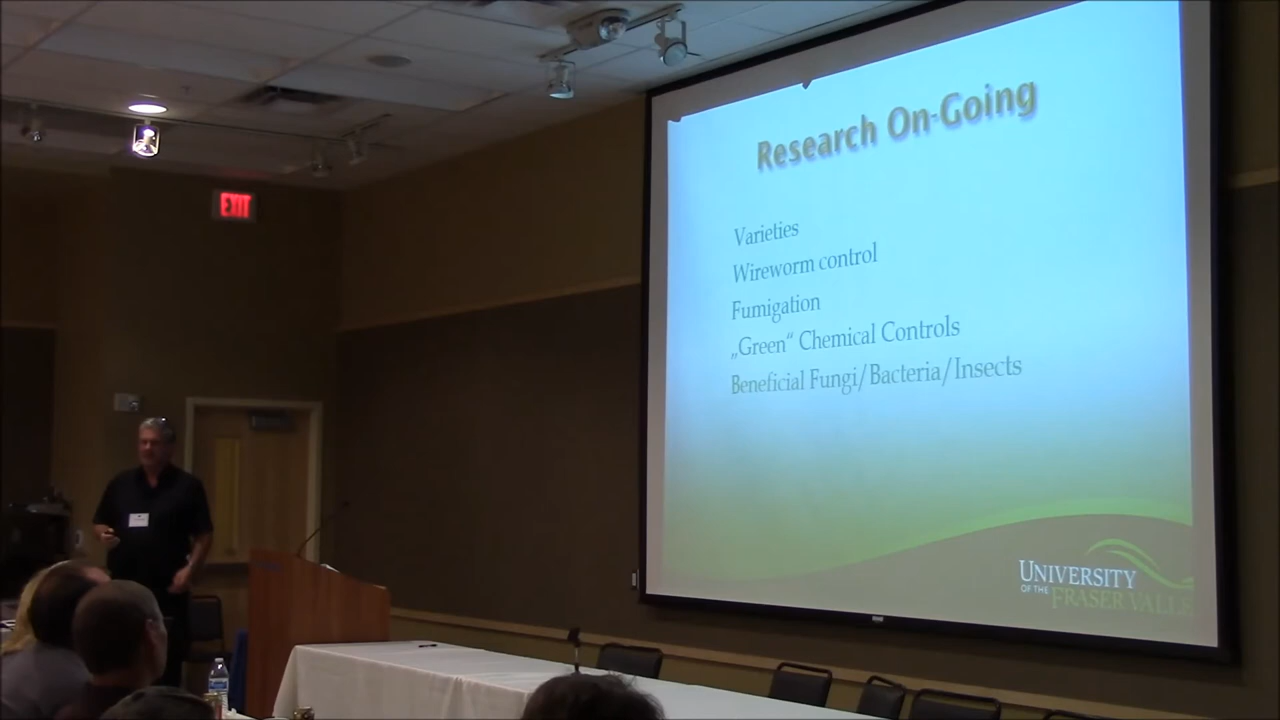 Research On-Going
Varieties
Wireworm control
Fumigation
„Green“ Chemical Controls
Beneficial Fungi/Bacteria/Insects
UNIVERSITY
OF THE
FRASER VALLE
EXIT